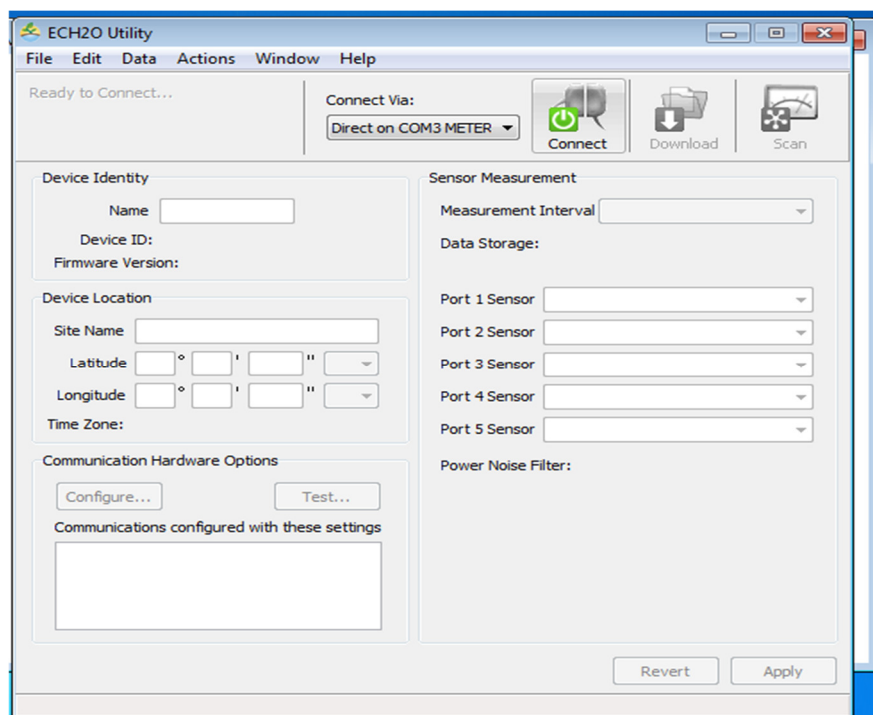 ECH2O Utility
File Edit Data Actions Window Help
Ready to Connect...
Connect Via:
Direct on COM3 METER
Connect
Download
Scan
Device Identity
Name
Device ID:
Firmware Version:
Device Location
Site Name
Latitude ° ' "
Longitude ° ' "
Time Zone:
Communication Hardware Options
Configure... Test...
Communications configured with these settings
Sensor Measurement
Measurement Interval
Data Storage:
Port 1 Sensor
Port 2 Sensor
Port 3 Sensor
Port 4 Sensor
Port 5 Sensor
Power Noise Filter:
Revert Apply